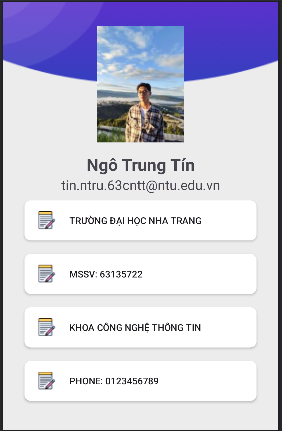 Ngô Trung Tín
tin.ntru.63cntt@ntu.edu.vn
TRƯỜNG ĐẠI HỌC NHA TRANG
MSSV: 63135722
KHOA CÔNG NGHỆ THÔNG TIN
PHONE: 0123456789